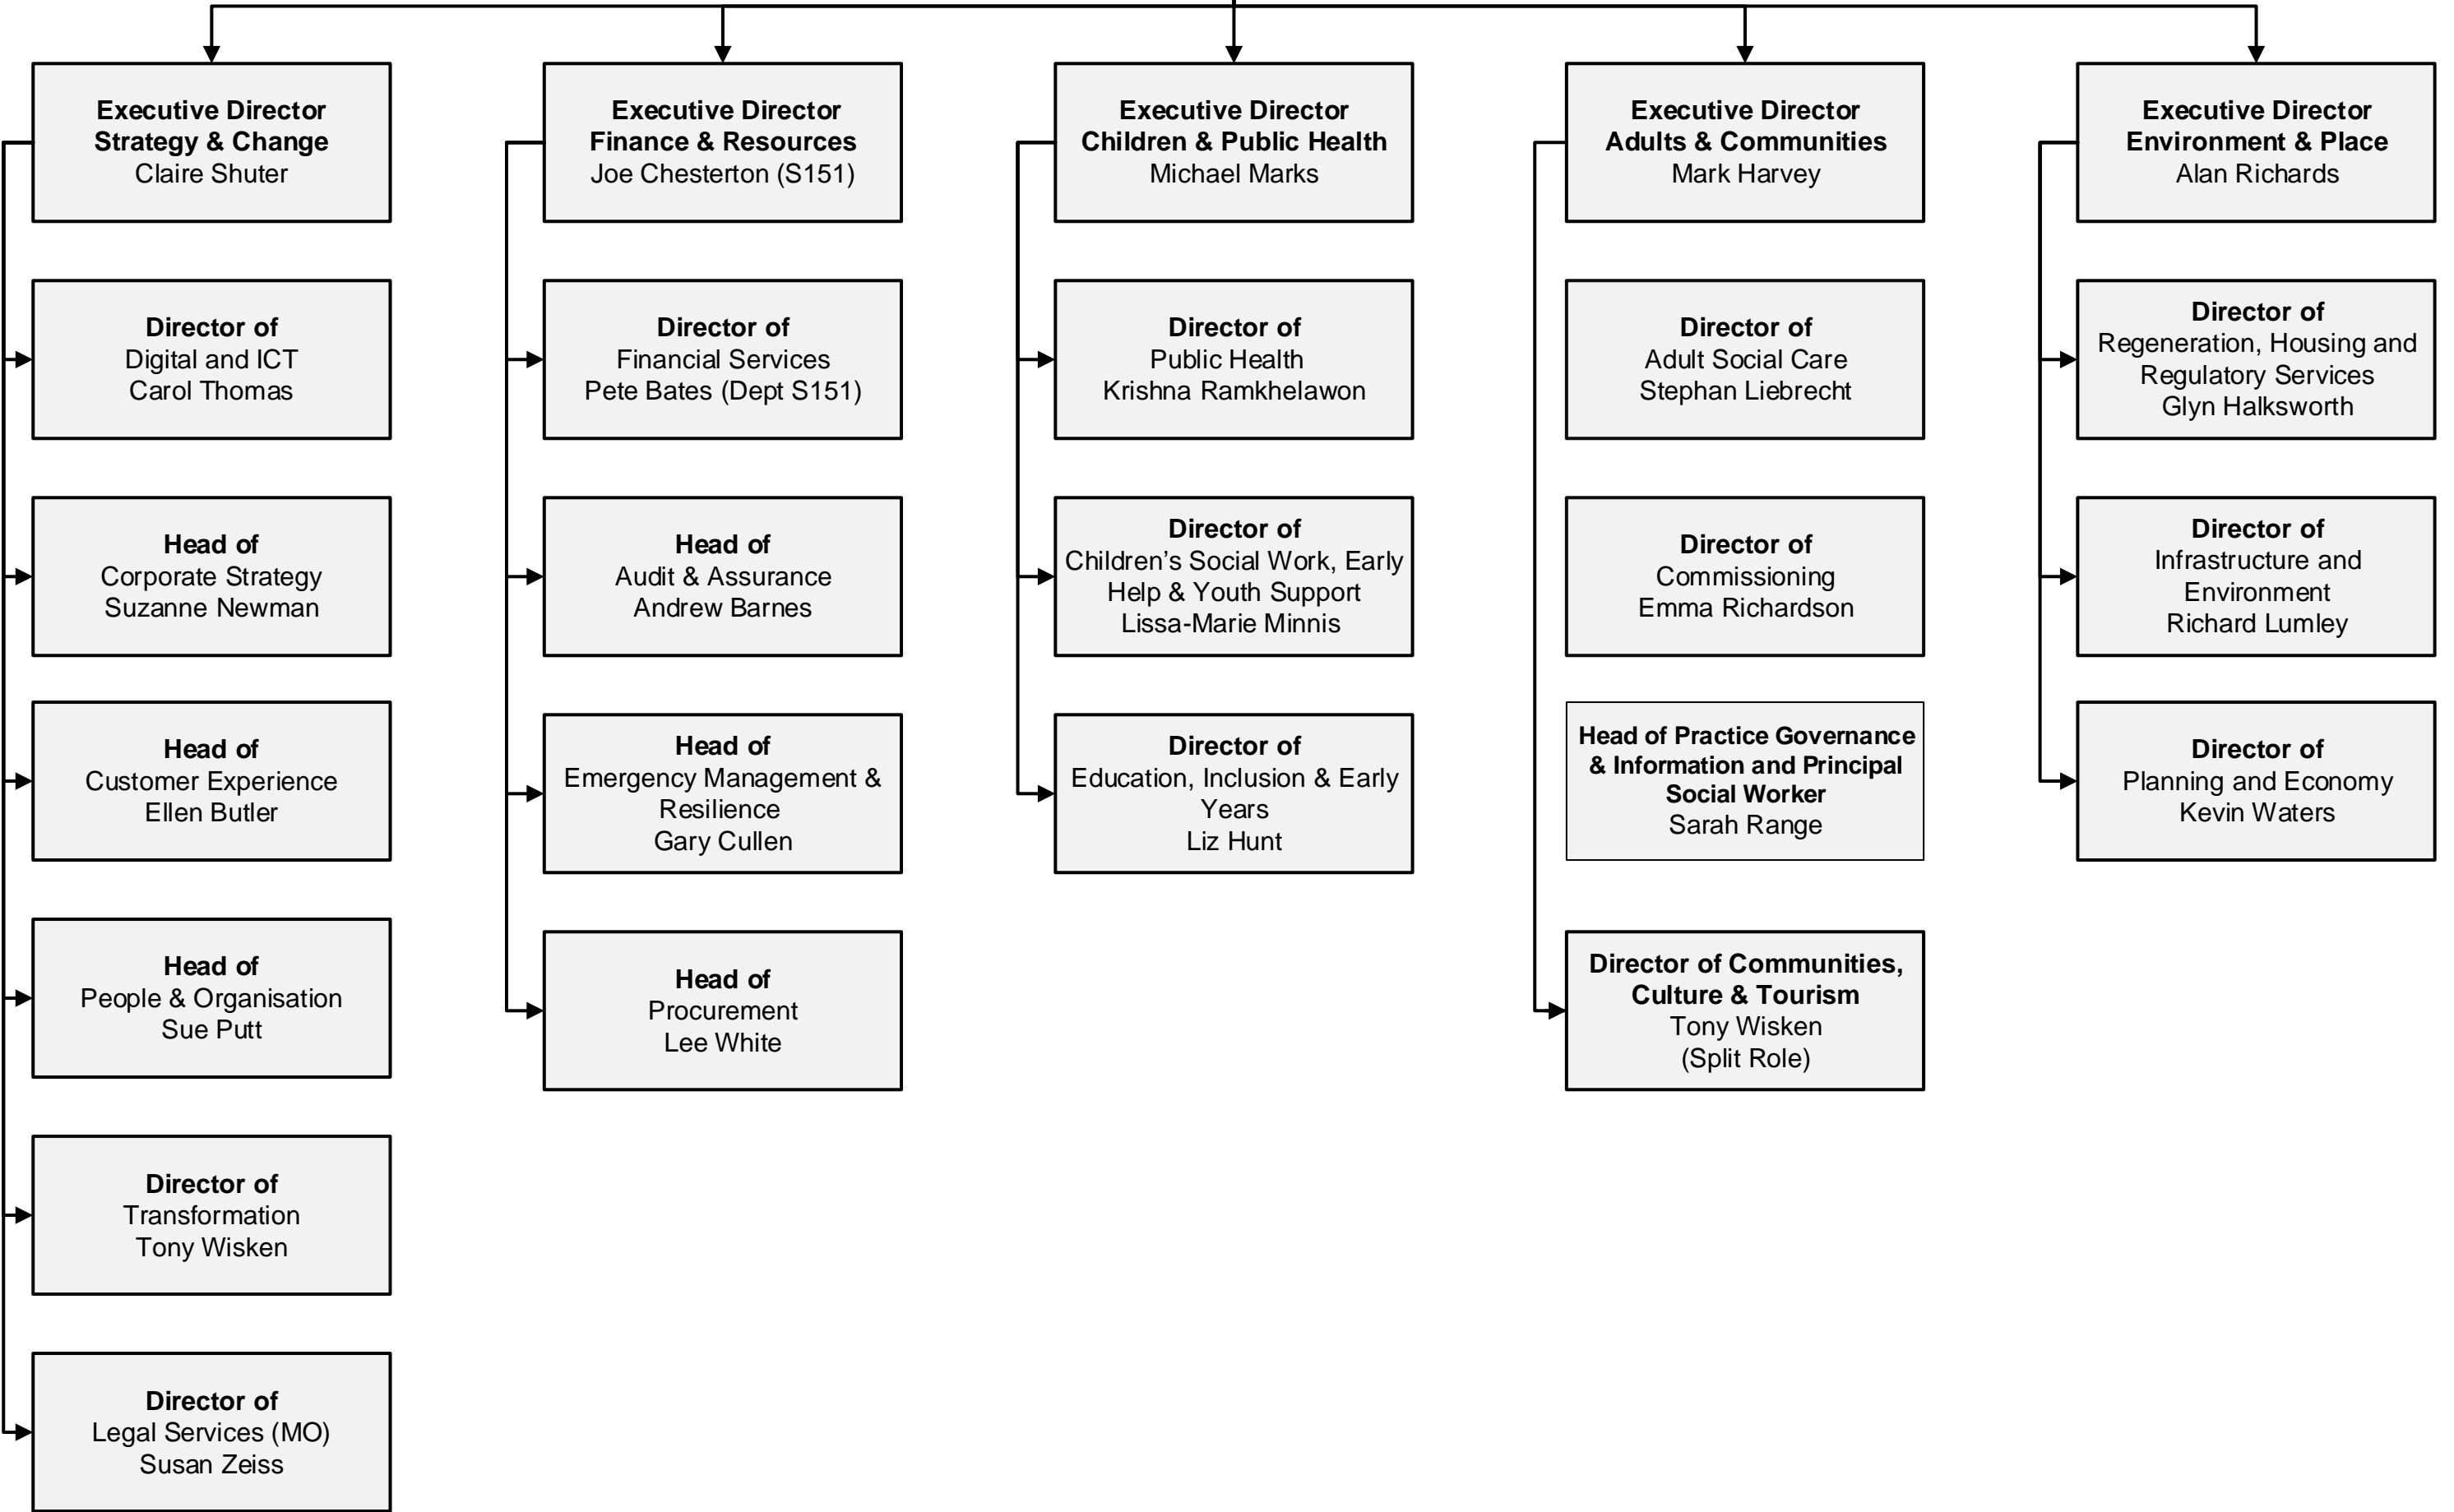 Executive Director
Strategy & Change
Claire Shuter
Director of
Digital and ICT
Carol Thomas
Head of
Corporate Strategy
Suzanne Newman
Head of
Customer Experience
Ellen Butler
Head of
People & Organisation
Sue Putt
Director of
Transformation
Tony Wisken
Director of
Legal Services (MO)
Susan Zeiss
Executive Director
Finance & Resources
Joe Chesterton (S151)
Director of
Financial Services
Pete Bates (Dept S151)
Head of
Audit & Assurance
Andrew Barnes
Head of
Emergency Management &
Resilience
Gary Cullen
Head of
Procurement
Lee White
Executive Director
Children & Public Health
Michael Marks
Director of
Public Health
Krishna Ramkhelawon
Director of
Children’s Social Work, Early
Help & Youth Support
Lissa-Marie Minnis
Director of
Education, Inclusion & Early
Years
Liz Hunt
Executive Director
Adults & Communities
Mark Harvey
Director of
Adult Social Care
Stephan Liebrecht
Director of
Commissioning
Emma Richardson
Head of Practice Governance
& Information and Principal
Social Worker
Sarah Range
Director of Communities,
Culture & Tourism
Tony Wisken
(Split Role)
Executive Director
Environment & Place
Alan Richards
Director of
Regeneration, Housing and
Regulatory Services
Glyn Halksworth
Director of
Infrastructure and
Environment
Richard Lumley
Director of
Planning and Economy
Kevin Waters